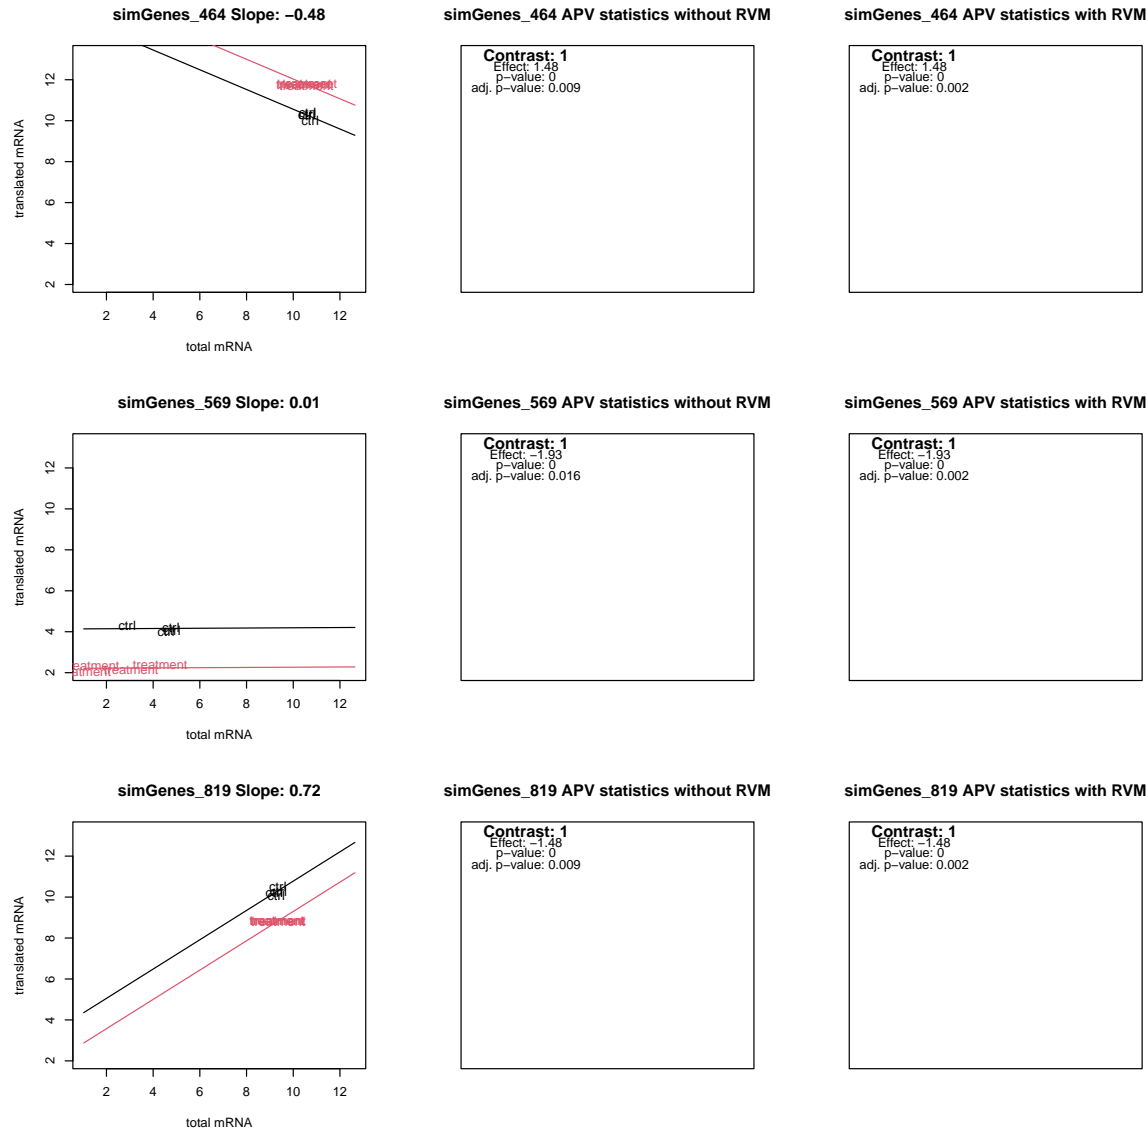 simGenes_464 Slope: −0.48
simGenes_464 APV statistics without RVM
simGenes_464 APV statistics with RVM
translated mRNA
12
10
8
6
4
2
treatment
ctrl
ctrl
2 4 6 8 10 12
total mRNA
Contrast: 1
Effect: 1.48
p−value: 0
adj. p−value: 0.009
Contrast: 1
Effect: 1.48
p−value: 0
adj. p−value: 0.002
simGenes_569 Slope: 0.01
simGenes_569 APV statistics without RVM
simGenes_569 APV statistics with RVM
translated mRNA
12
10
8
6
4
2
ctrl
ctrl
ctrl
eatment
treatment
atment
treatment
2 4 6 8 10 12
total mRNA
Contrast: 1
Effect: −1.93
p−value: 0
adj. p−value: 0.016
Contrast: 1
Effect: −1.93
p−value: 0
adj. p−value: 0.002
simGenes_819 Slope: 0.72
simGenes_819 APV statistics without RVM
simGenes_819 APV statistics with RVM
translated mRNA
12
10
8
6
4
2
ctrl
ctrl
ctrl
treatment
2 4 6 8 10 12
total mRNA
Contrast: 1
Effect: −1.48
p−value: 0
adj. p−value: 0.009
Contrast: 1
Effect: −1.48
p−value: 0
adj. p−value: 0.002